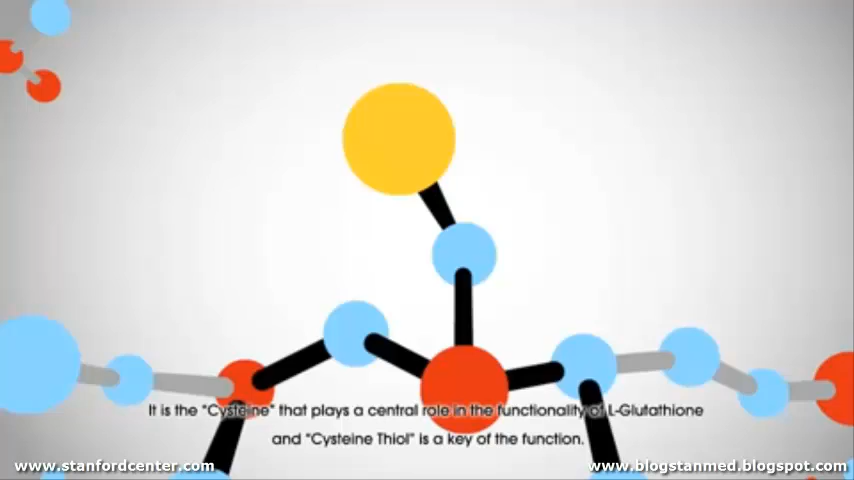 It is the "Cysteine" that plays a central role in the functionality of L-Glutathione
and "Cysteine Thiol" is a key of the function.
www.stanfordcenter.com
www.blogstanmed.blogspot.com